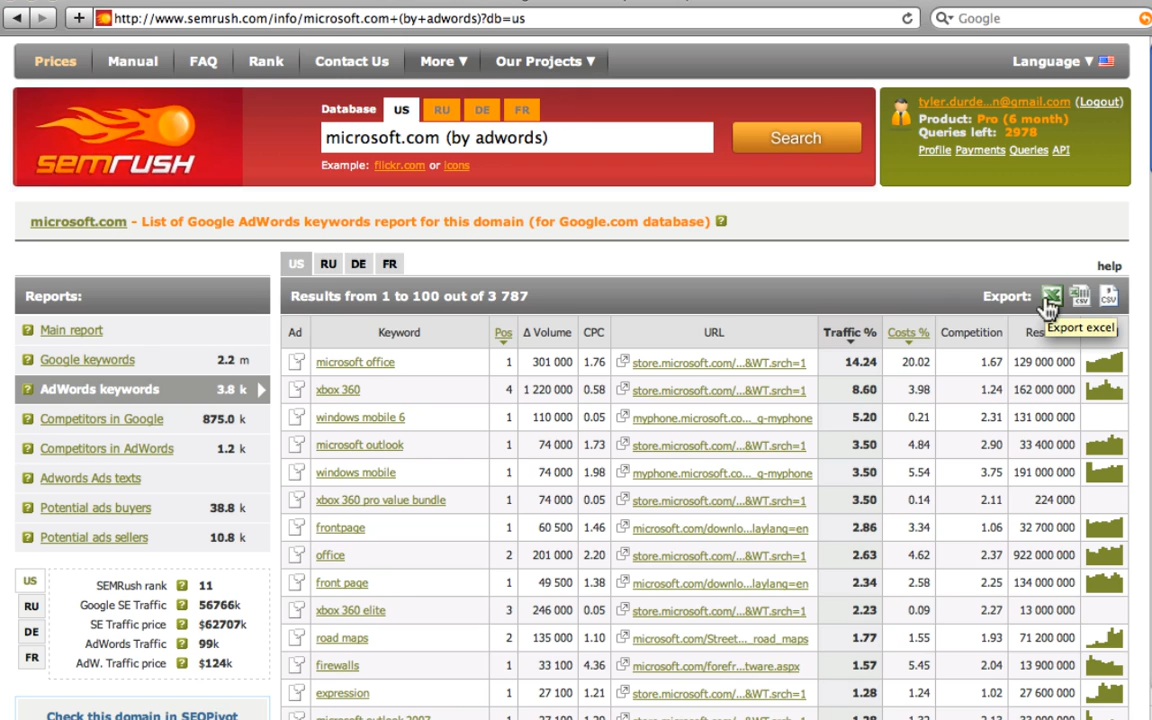 http://www.semrush.com/info/microsoft.com+(by+adwords)?db=us
Google
Prices Manual FAQ Rank Contact Us More ▼ Our Projects ▼ Language ▼
semrush
Database US RU DE FR
microsoft.com (by adwords) Search
Example: flickr.com or icons
tyler.durde...n@gmail.com (Logout)
Product: Pro (6 month)
Queries left: 2978
Profile Payments Queries API
microsoft.com - List of Google AdWords keywords report for this domain (for Google.com database) ?
US RU DE FR
help
Reports:
? Main report
? Google keywords 2.2 m
? AdWords keywords 3.8 k
? Competitors in Google 875.0 k
? Competitors in AdWords 1.2 k
? Adwords Ads texts
? Potential ads buyers 38.8 k
? Potential ads sellers 10.8 k
US
RU
DE
FR
SEMRush rank ? 11
Google SE Traffic ? 56766k
SE Traffic price ? $62707k
AdWords Traffic ? 99k
AdW. Traffic price ? $124k
Check this domain in SEOPivot
Results from 1 to 100 out of 3 787 Export: CSV CSV
Export excel
Ad Keyword Pos Δ Volume CPC URL Traffic % Costs % Competition Res
microsoft office 1 301 000 1.76 store.microsoft.com/...&WT.srch=1 14.24 20.02 1.67 129 000 000
xbox 360 4 1 220 000 0.58 store.microsoft.com/...&WT.srch=1 8.60 3.98 1.24 162 000 000
windows mobile 6 1 110 000 0.05 myphone.microsoft.co..._g-myphone 5.20 0.21 2.31 131 000 000
microsoft outlook 1 74 000 1.73 store.microsoft.com/...&WT.srch=1 3.50 4.84 2.90 33 400 000
windows mobile 1 74 000 1.98 myphone.microsoft.co..._g-myphone 3.50 5.54 3.75 191 000 000
xbox 360 pro value bundle 1 74 000 0.05 store.microsoft.com/...&WT.srch=1 3.50 0.14 2.11 224 000
frontpage 1 60 500 1.46 microsoft.com/downlo...laylang=en 2.86 3.34 1.06 32 700 000
office 2 201 000 2.20 store.microsoft.com/...&WT.srch=1 2.63 4.62 2.37 922 000 000
front page 1 49 500 1.38 microsoft.com/downlo...laylang=en 2.34 2.58 2.25 134 000 000
xbox 360 elite 3 246 000 0.05 store.microsoft.com/...&WT.srch=1 2.23 0.09 2.27 13 000 000
road maps 2 135 000 1.10 microsoft.com/Street..._road_maps 1.77 1.55 1.93 71 200 000
firewalls 1 33 100 4.36 microsoft.com/forefr...tware.aspx 1.57 5.45 2.04 13 900 000
expression 1 27 100 1.21 store.microsoft.com/...&WT.srch=1 1.28 1.24 1.02 27 600 000